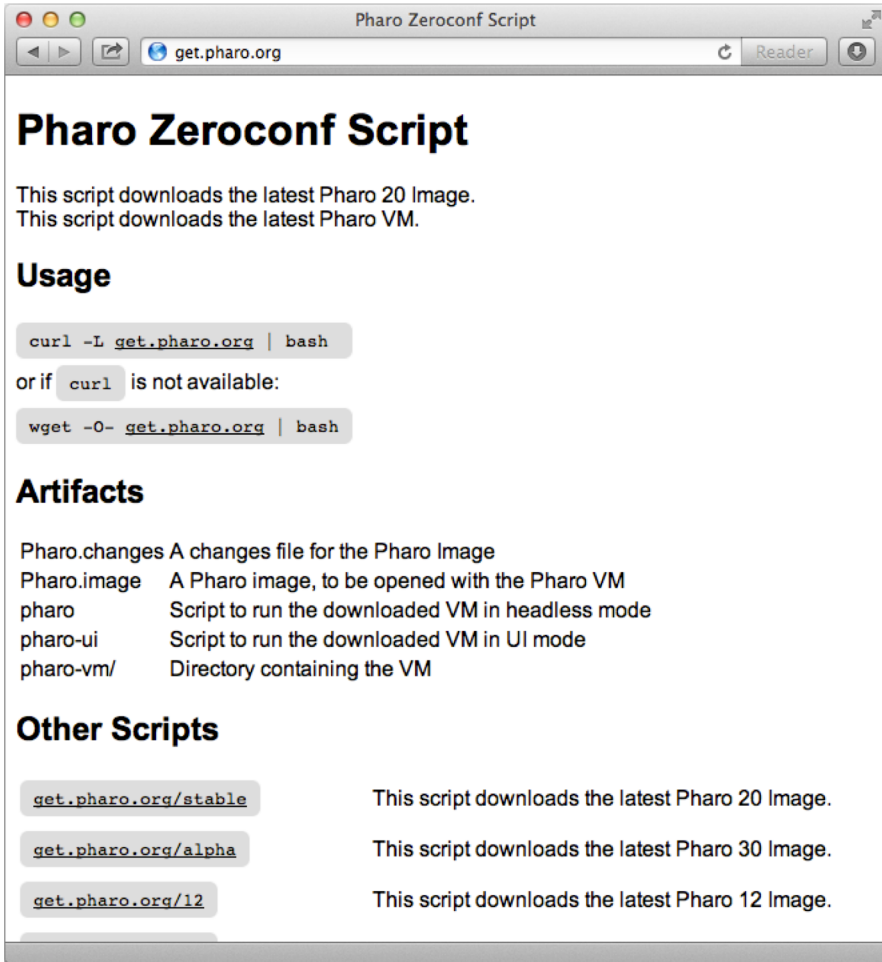 Pharo Zeroconf Script
get.pharo.org
Reader
Pharo Zeroconf Script
This script downloads the latest Pharo 20 Image.
This script downloads the latest Pharo VM.
Usage
curl -L get.pharo.org | bash
or if curl is not available:
wget -O- get.pharo.org | bash
Artifacts
Pharo.changes A changes file for the Pharo Image
Pharo.image A Pharo image, to be opened with the Pharo VM
pharo Script to run the downloaded VM in headless mode
pharo-ui Script to run the downloaded VM in UI mode
pharo-vm/ Directory containing the VM
Other Scripts
get.pharo.org/stable This script downloads the latest Pharo 20 Image.
get.pharo.org/alpha This script downloads the latest Pharo 30 Image.
get.pharo.org/12 This script downloads the latest Pharo 12 Image.